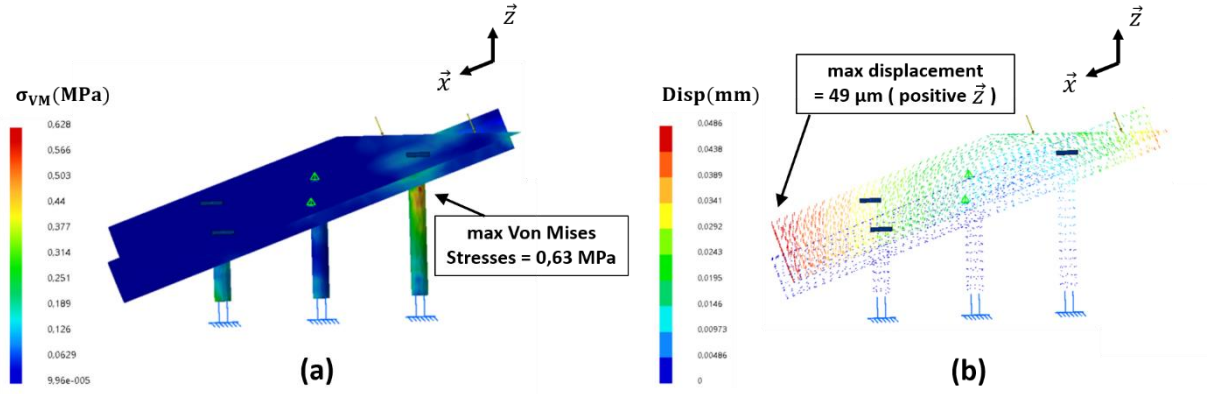 z⃗
x⃗
σVM(MPa)
0,628
0,566
0,503
0,44
0,377
0,314
0,251
0,189
0,126
0,0629
9,96e-005
max Von Mises
Stresses = 0,63 MPa
(a)
z⃗
x⃗
max displacement
= 49 µm ( positive z⃗ )
Disp(mm)
0,0486
0,0438
0,0389
0,0341
0,0292
0,0243
0,0195
0,0146
0,00973
0,00486
0
(b)